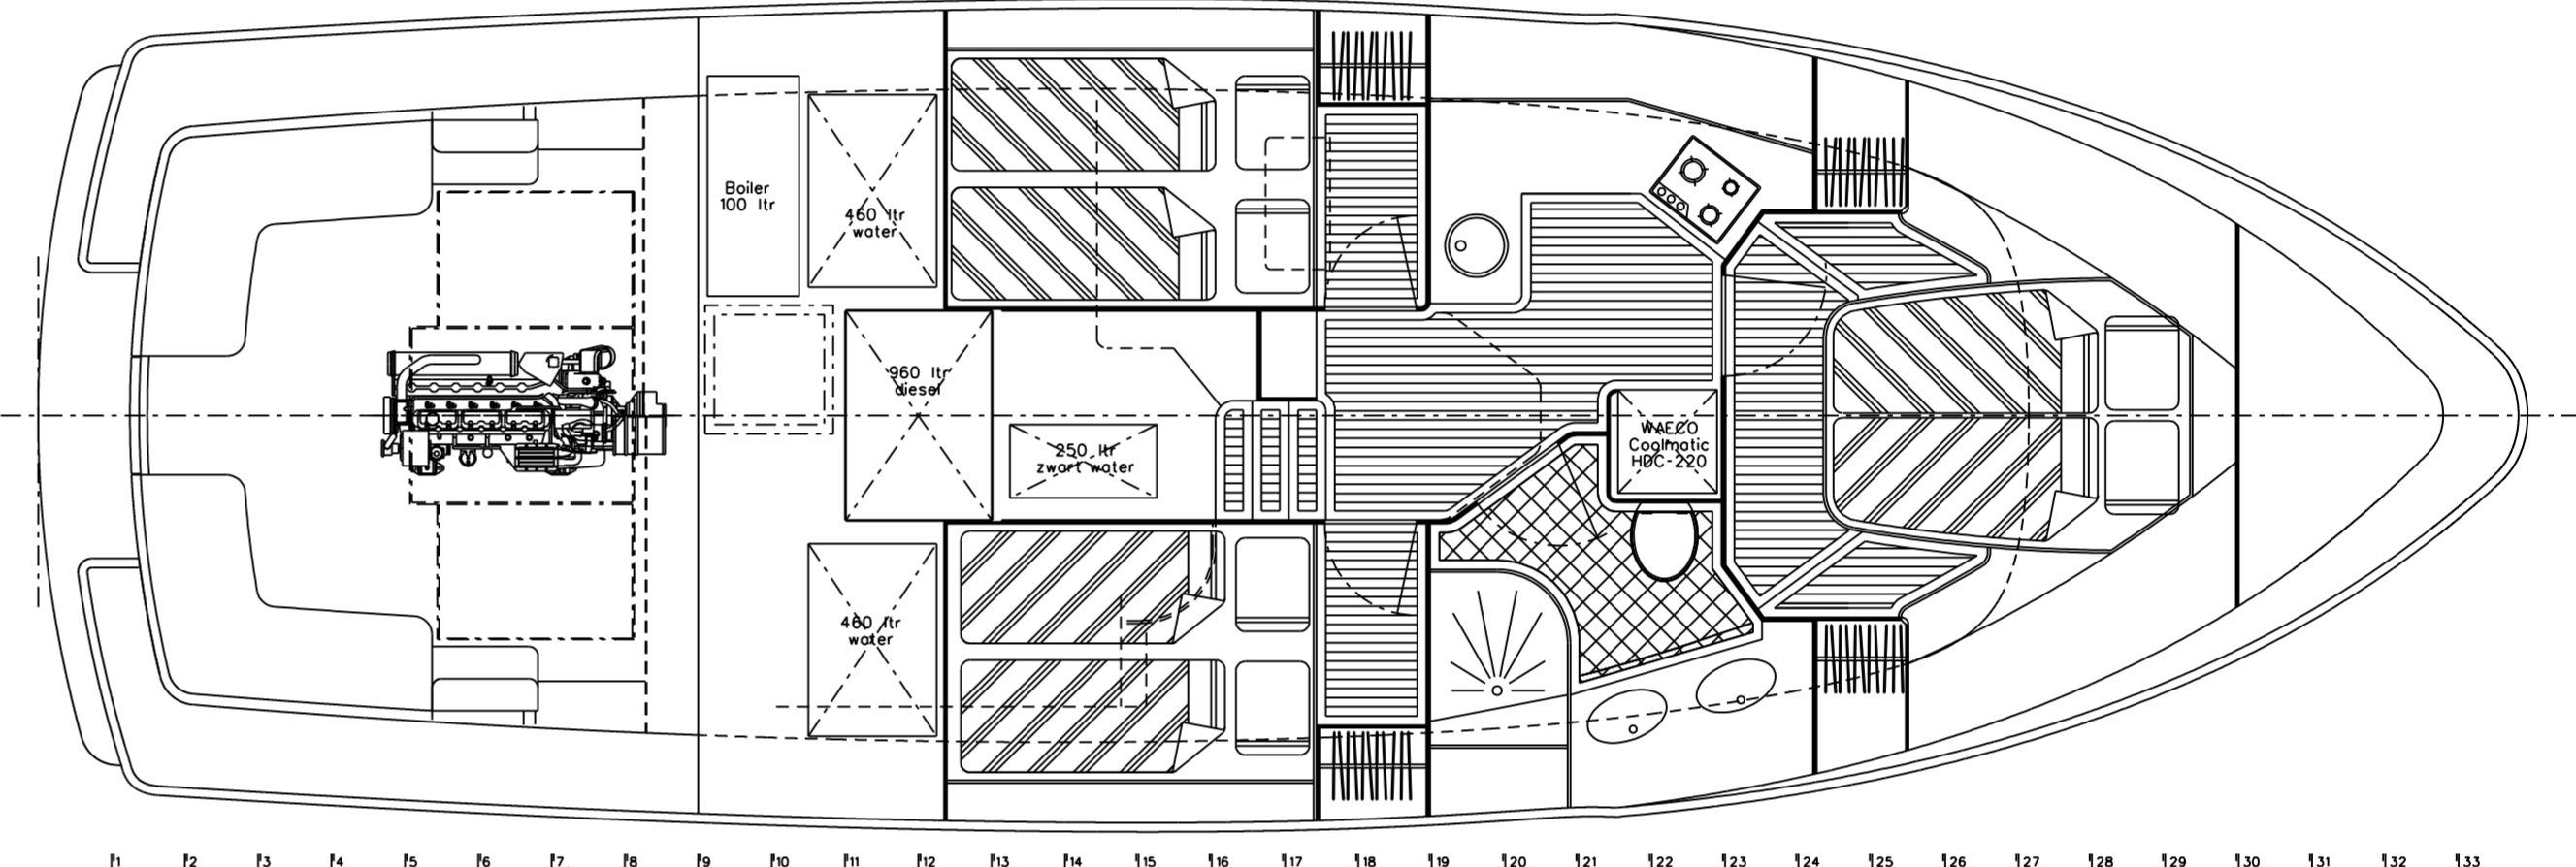 Boiler
100 ltr
460 ltr
water
960 ltr
diesel
250 ltr
zwart water
460 ltr
water
WAECO
Coolmatic
HDC-220
1 2 3 4 5 6 7 8 9 10 11 12 13 14 15 16 17 18 19 20 21 22 23 24 25 26 27 28 29 30 31 32 33